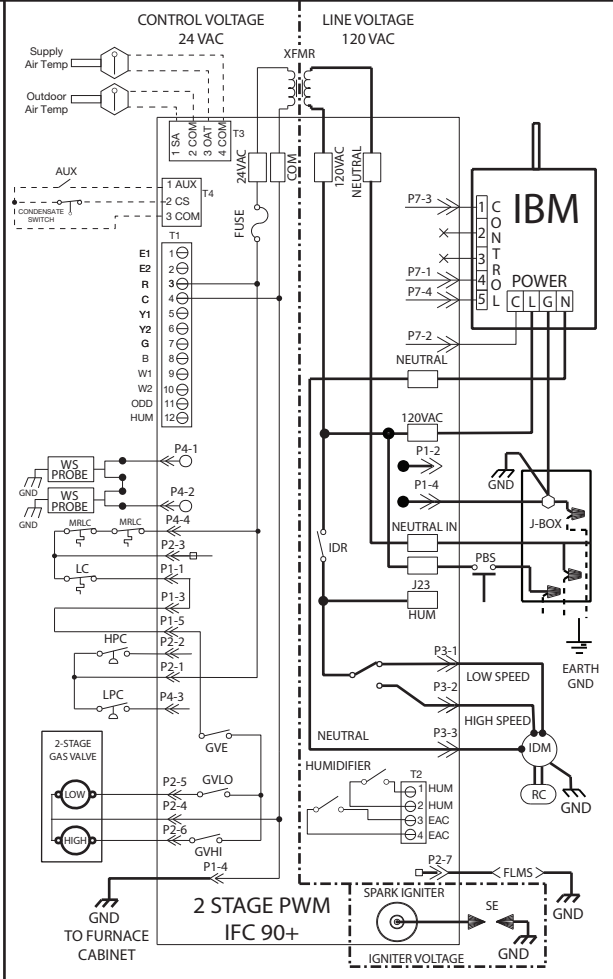 CONTROL VOLTAGE
24 VAC
LINE VOLTAGE
120 VAC
XFMR
Supply
Air Temp
Outdoor
Air Temp
1 SA
2 COM
3 OAT
4 COM
T3
24VAC
COM
120VAC
NEUTRAL
AUX
CONDENSATE
SWITCH
1 AUX
2 CS
3 COM
T4
FUSE
T1
E1 1
E2 2
R 3
C 4
Y1 5
Y2 6
G 7
B 8
W1 9
W2 10
ODD 11
HUM 12
P7-3
P7-1
P7-4
P7-2
1
2
3
4
5
CONTROL
IBM
POWER
C L G N
NEUTRAL
120VAC
P1-2
P1-4
GND
J-BOX
NEUTRAL IN
IDR
PBS
J23
HUM
EARTH
GND
WS
PROBE
GND
WS
PROBE
GND
P4-1
P4-2
P4-4
MRLC
MRLC
P2-3
LC
P1-1
P1-3
P1-5
HPC
P2-2
P2-1
LPC
P4-3
GVE
P3-1
LOW SPEED
P3-2
HIGH SPEED
NEUTRAL
P3-3
IDM
RC
GND
2-STAGE
GAS VALVE
LOW
HIGH
P2-5
GVLO
P2-4
P2-6
GVHI
P1-4
HUMIDIFIER
T2
1 HUM
2 HUM
3 EAC
4 EAC
P2-7
FLMS
GND
GND
TO FURNACE
CABINET
2 STAGE PWM
IFC 90+
SPARK IGNITER
SE
GND
IGNITER VOLTAGE